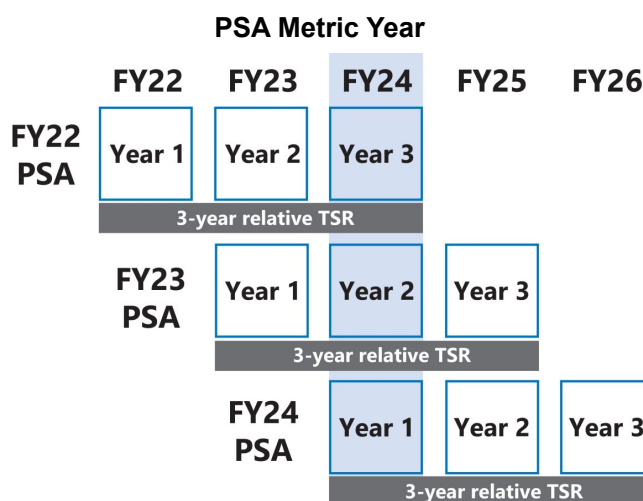 PSA Metric Year
FY22 FY23 FY24 FY25 FY26
FY22
PSA
Year 1 Year 2 Year 3
3-year relative TSR
FY23
PSA
Year 1 Year 2 Year 3
3-year relative TSR
FY24
PSA
Year 1 Year 2 Year 3
3-year relative TSR